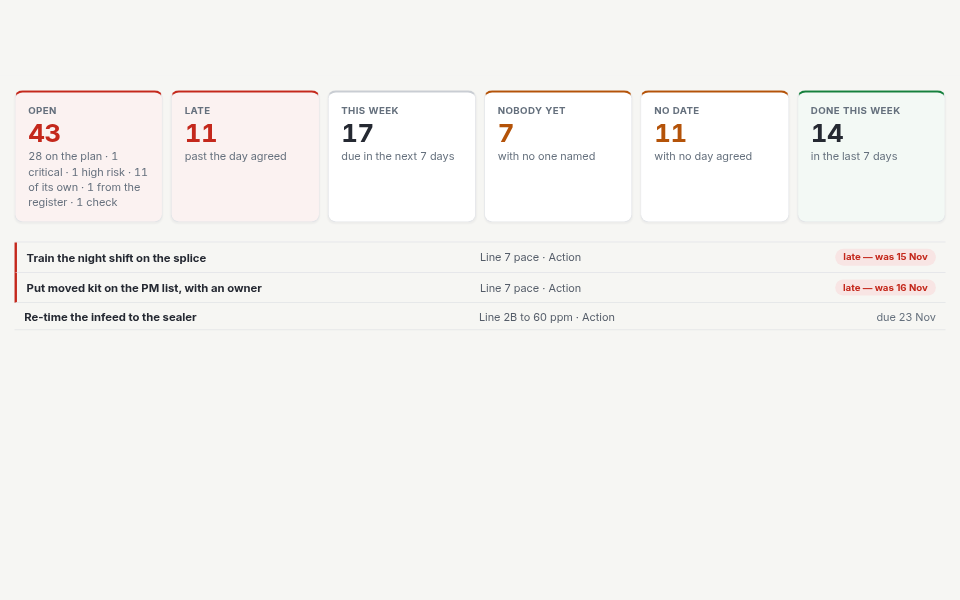 OPEN
43
28 on the plan · 1
critical · 1 high risk · 11
of its own · 1 from the
register · 1 check
LATE
11
past the day agreed
THIS WEEK
17
due in the next 7 days
NOBODY YET
7
with no one named
NO DATE
11
with no day agreed
DONE THIS WEEK
14
in the last 7 days
Train the night shift on the splice
Line 7 pace · Action
late — was 15 Nov
Put moved kit on the PM list, with an owner
Line 7 pace · Action
late — was 16 Nov
Re-time the infeed to the sealer
Line 2B to 60 ppm · Action
due 23 Nov